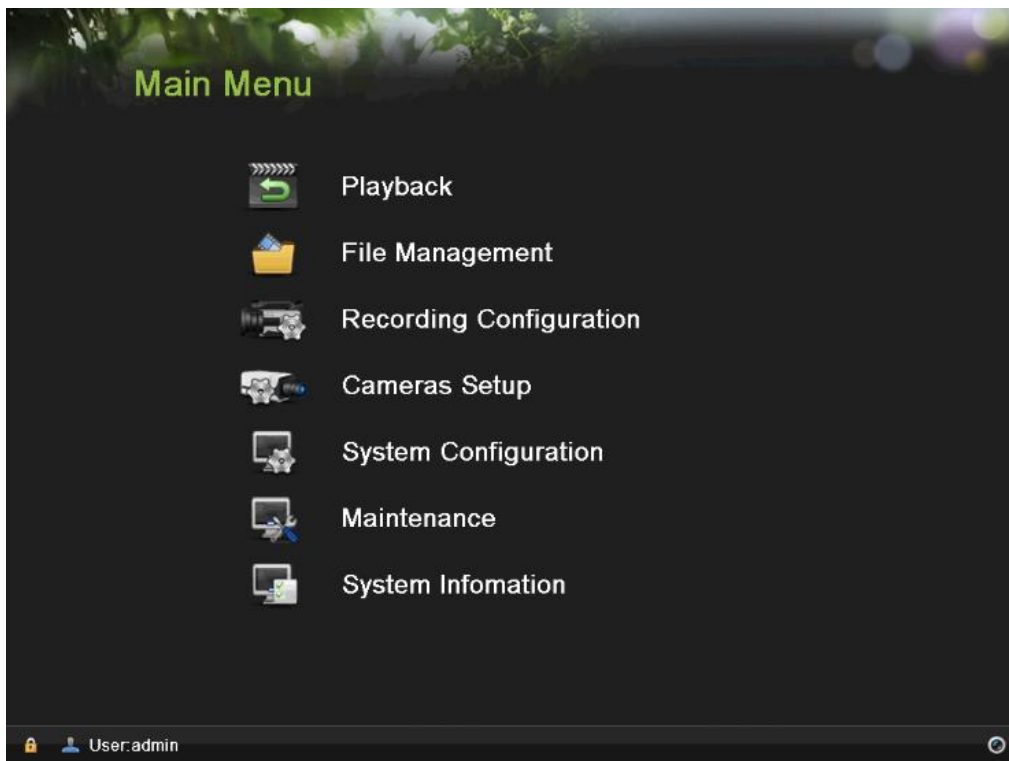 Main Menu
Playback
File Management
Recording Configuration
Cameras Setup
System Configuration
Maintenance
System Infomation
User:admin